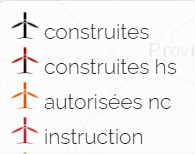 construites
construites hs
autorisées nc
instruction